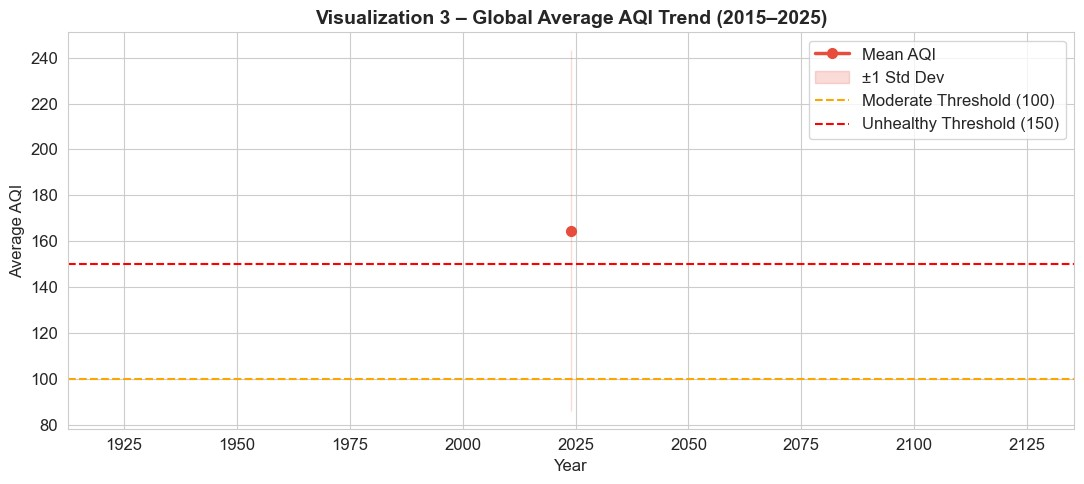 Visualization 3 – Global Average AQI Trend (2015–2025)
Mean AQI
±1 Std Dev
Moderate Threshold (100)
Unhealthy Threshold (150)
Average AQI
240
220
200
180
160
140
120
100
80
1925
1950
1975
2000
2025
2050
2075
2100
2125
Year